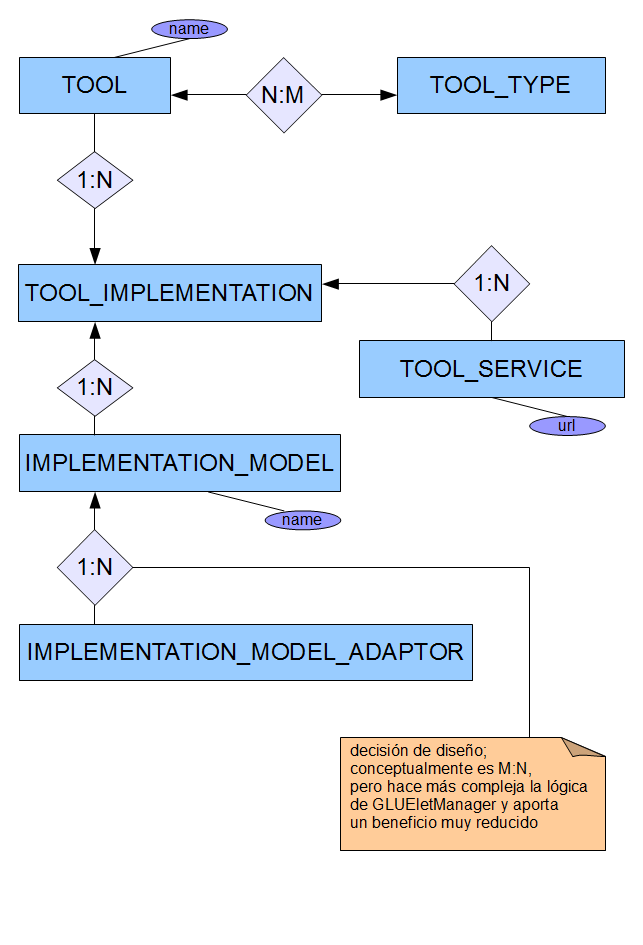 name
TOOL
N:M
TOOL_TYPE
1:N
TOOL_IMPLEMENTATION
1:N
TOOL_SERVICE
url
1:N
IMPLEMENTATION_MODEL
name
1:N
IMPLEMENTATION_MODEL_ADAPTOR
decisión de diseño;
conceptualmente es M:N,
pero hace más compleja la lógica
de GLUEletManager y aporta
un beneficio muy reducido